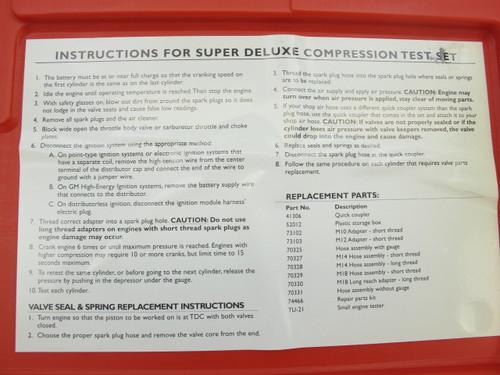 INSTRUCTIONS FOR SUPER DELUXE COMPRESSION TEST SET
1. The battery must be at or near full charge so that the cranking speed on
the first cylinder is the same as on the last cylinder.
2. Idle the engine until operating temperature is reached. Then stop the engine.
3. With safety glasses on, blow out dirt from around the spark plugs so it does
not lodge in the valve seats and cause false low readings.
4. Remove all spark plugs and the air cleaner.
5. Block wide open the throttle body valve or carburetor throttle and choke
plates.
6. Disconnect the ignition system using the appropriate method.
A. On point-type ignition systems or electronic ignition systems that
have a separate coil, remove the high-tension wire from the center
terminal of the distributor cap and connect the end of the wire to
ground with a jumper wire.
B. On GM High-Energy Ignition systems, remove the battery supply wire
that connects to the distributor.
C. On distributorless ignition, disconnect the ignition module harness'
electric plug.
7. Thread correct adapter into a spark plug hole. CAUTION: Do not use
long thread adapters on engines with short thread spark plugs as
engine damage may occur.
8. Crank engine 6 times or until maximum pressure is reached. Engines with
higher compression may require 10 or more cranks, but limit time to 15
seconds maximum.
9. To retest the same cylinder, or before going to the next cylinder, release the
pressure by pushing in the depressor under the gauge.
10. Test each cylinder.
VALVE SEAL & SPRING REPLACEMENT INSTRUCTIONS
1. Turn engine so that the piston to be worked on is at TDC with both valves
closed.
2. Choose the proper spark plug hose and remove the valve core from the end.
3. Thread the spark plug hose into the spark plug hole where seals or springs
are to be replaced.
4. Connect the air supply and apply air pressure. CAUTION: Engine may
turn over when air pressure is applied, stay clear of moving parts.
5. If your shop air hose uses a different quick coupler system than the spark
plug hose, use the quick coupler that comes in the set and attach it to your
shop air hose CAUTION: If valves are not properly sealed or if the
cylinder loses air pressure with valve keepers removed, the valve
could drop into the engine and cause damage.
6. Replace seals and springs as desired.
7. Disconnect the spark plug hose at the quick coupler.
8. Follow the same procedure on each cylinder that requires valve parts
replacement.
REPLACEMENT PARTS:
Part No. Description
41306 Quick coupler
52012 Plastic storage box
73102 M10 Adapter - short thread
73103 M12 Adapter - short thread
70325 Hose assembly with gauge
70327 M14 Hose assembly - short thread
70328 M14 Hose assembly - long thread
70329 M18 Hose assembly - short thread
70330 M18 Long reach adapter - long thread
70331 Hose assembly without gauge
74466 Repair parts kit
TU-21 Small engine tester